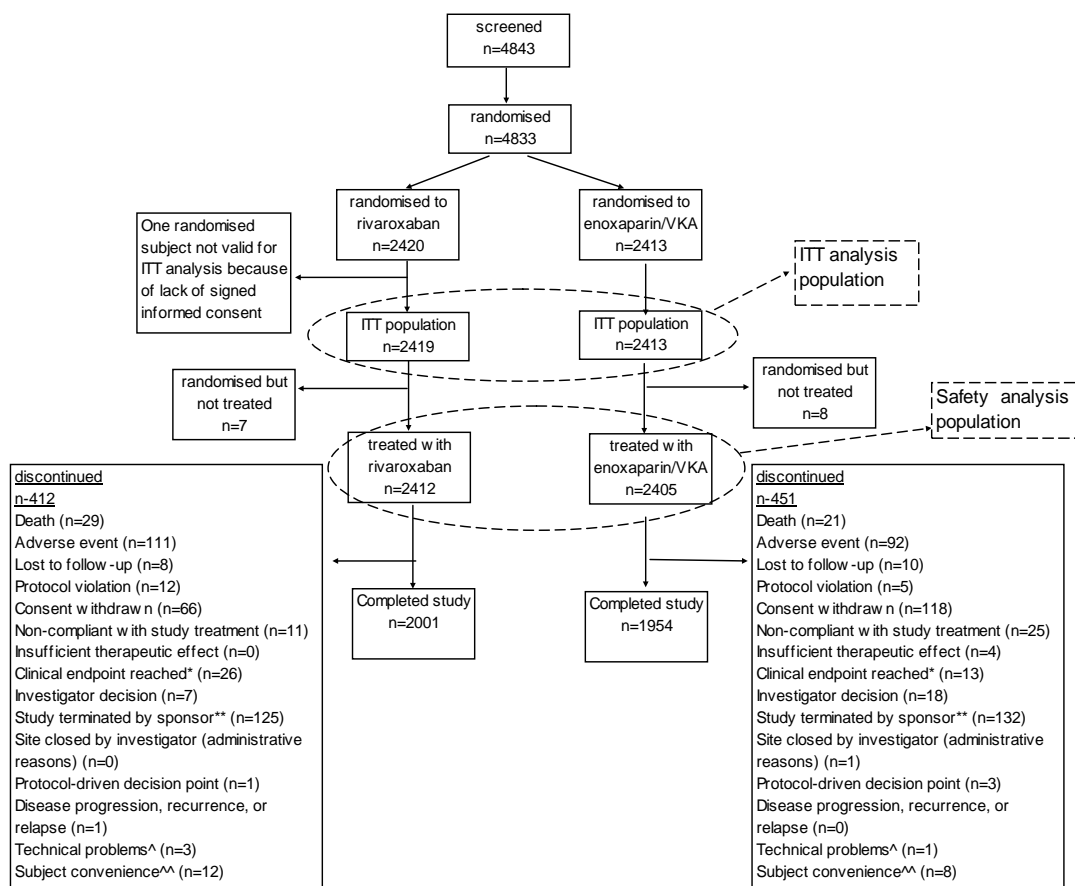 screened
n=4843
randomised
n=4833
randomised to
rivaroxaban
n=2420
randomised to
enoxaparin/VKA
n=2413
One randomised
subject not valid for
ITT analysis because
of lack of signed
informed consent
ITT analysis
population
ITT population
n=2419
ITT population
n=2413
randomised but
not treated
n=7
randomised but
not treated
n=8
Safety analysis
population
treated with
rivaroxaban
n=2412
treated with
enoxaparin/VKA
n=2405
discontinued
n-412
Death (n=29)
Adverse event (n=111)
Lost to follow-up (n=8)
Protocol violation (n=12)
Consent withdrawn (n=66)
Non-compliant with study treatment (n=11)
Insufficient therapeutic effect (n=0)
Clinical endpoint reached* (n=26)
Investigator decision (n=7)
Study terminated by sponsor** (n=125)
Site closed by investigator (administrative
reasons) (n=0)
Protocol-driven decision point (n=1)
Disease progression, recurrence, or
relapse (n=1)
Technical problems^ (n=3)
Subject convenience^^ (n=12)
Completed study
n=2001
Completed study
n=1954
discontinued
n-451
Death (n=21)
Adverse event (n=92)
Lost to follow-up (n=10)
Protocol violation (n=5)
Consent withdrawn (n=118)
Non-compliant with study treatment (n=25)
Insufficient therapeutic effect (n=4)
Clinical endpoint reached* (n=13)
Investigator decision (n=18)
Study terminated by sponsor** (n=132)
Site closed by investigator (administrative
reasons) (n=1)
Protocol-driven decision point (n=3)
Disease progression, recurrence, or
relapse (n=0)
Technical problems^ (n=1)
Subject convenience^^ (n=8)